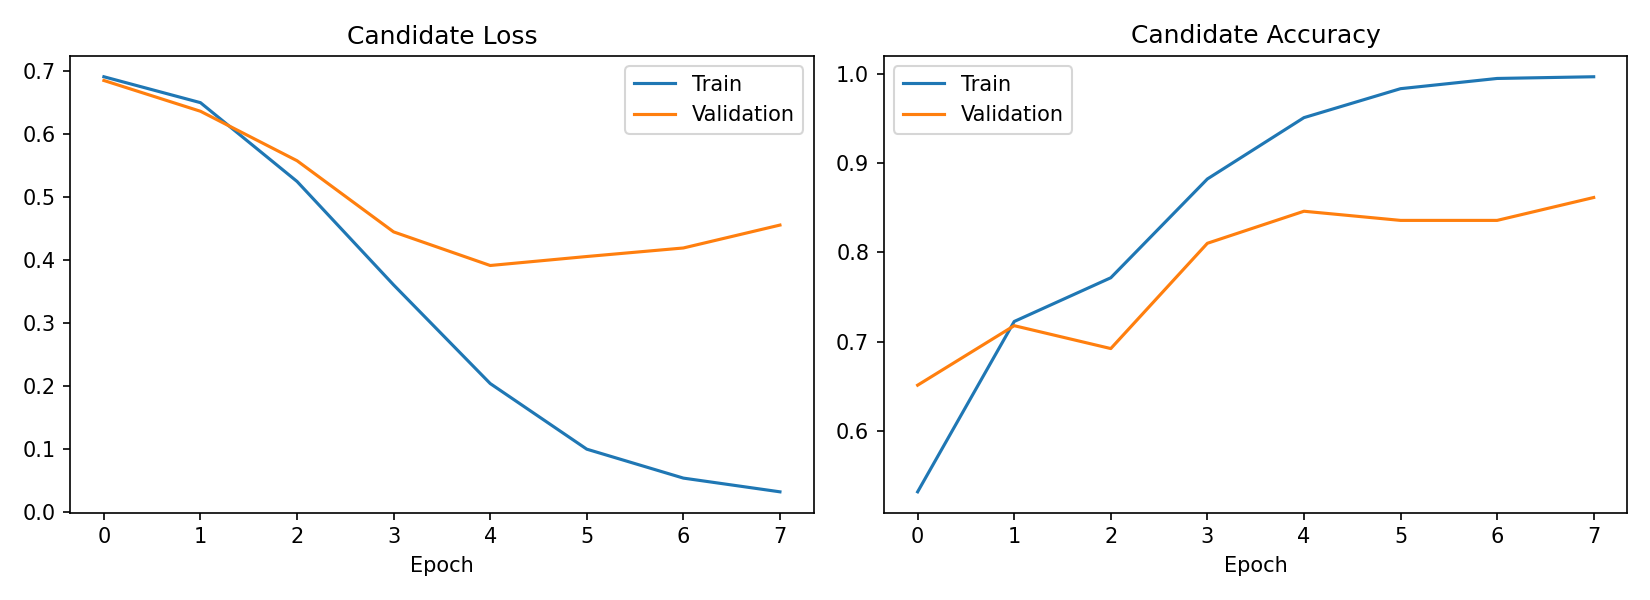 Candidate Loss
0.7
0.6
0.5
0.4
0.3
0.2
0.1
0.0
0 1 2 3 4 5 6 7
Epoch
Train
Validation
Candidate Accuracy
1.0
0.9
0.8
0.7
0.6
0 1 2 3 4 5 6 7
Epoch
Train
Validation